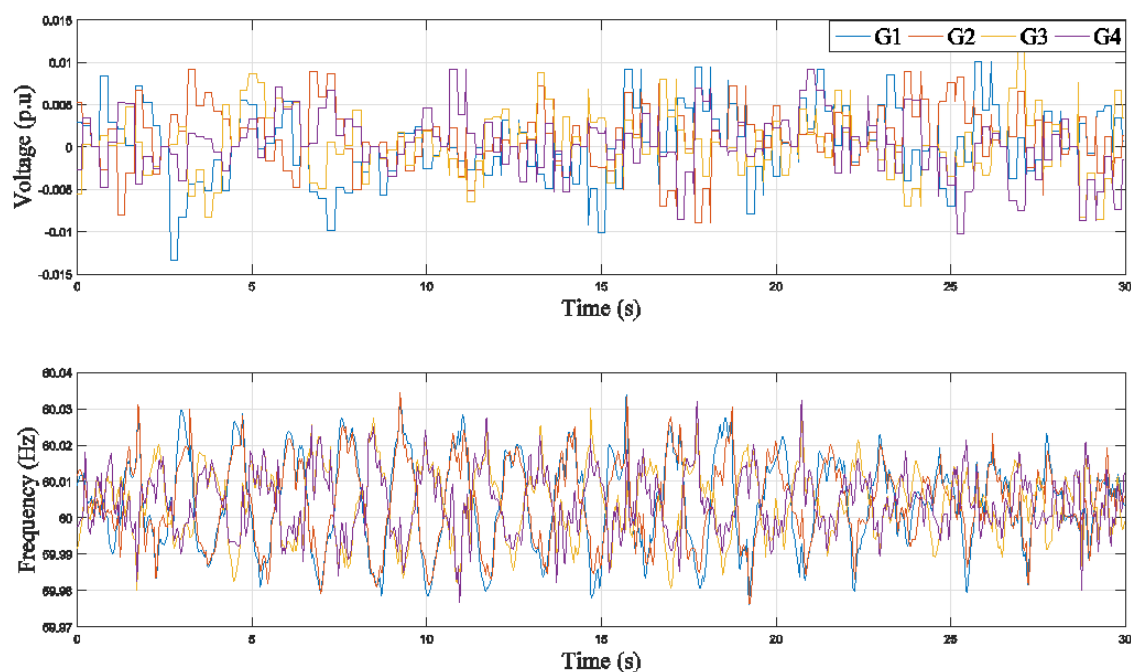 0.015
G1 G2 G3 G4
0.01
0.005
0
-0.005
-0.01
-0.015
Voltage (p.u)
0 5 10 15 20 25 30
Time (s)
60.04
60.03
60.02
60.01
60
59.99
59.98
59.97
Frequency (Hz)
0 5 10 15 20 25 30
Time (s)